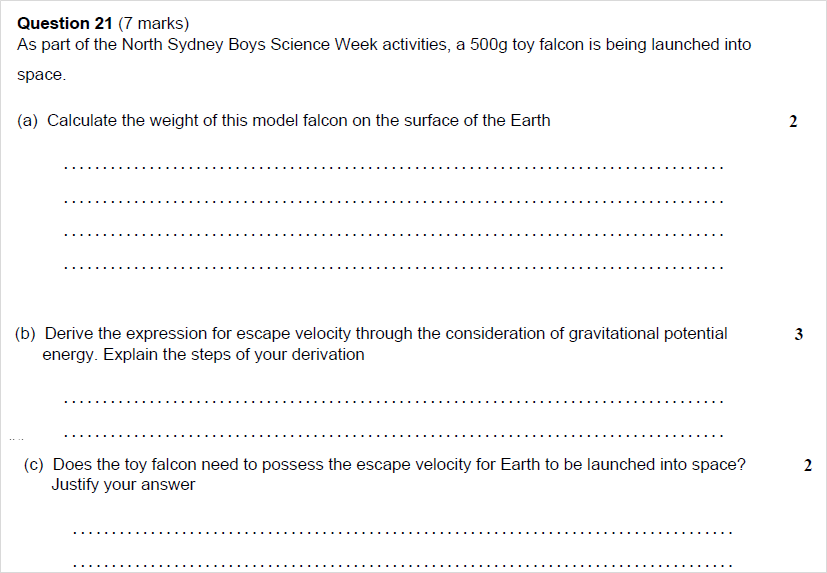 Question 21 (7 marks)
As part of the North Sydney Boys Science Week activities, a 500g toy falcon is being launched into
space.
(a) Calculate the weight of this model falcon on the surface of the Earth 2
................................................................................
................................................................................
................................................................................
................................................................................
(b) Derive the expression for escape velocity through the consideration of gravitational potential 3
energy. Explain the steps of your derivation
................................................................................
.. .. ................................................................................
(c) Does the toy falcon need to possess the escape velocity for Earth to be launched into space? 2
Justify your answer
................................................................................
................................................................................